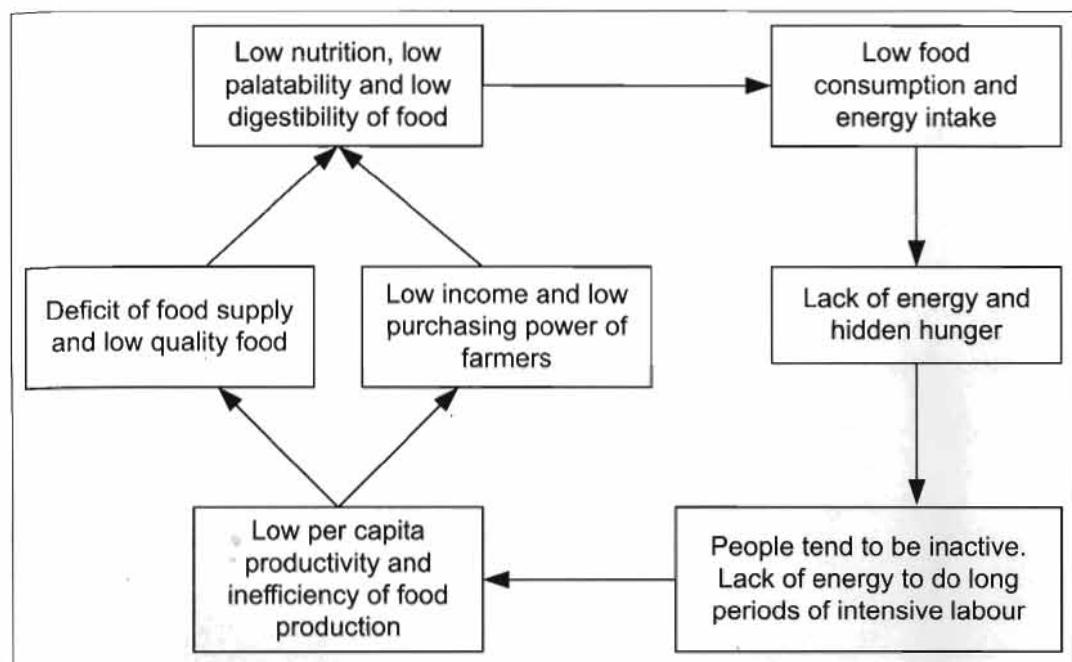 Low nutrition, low
palatability and low
digestibility of food
Low food
consumption and
energy intake
Deficit of food supply
and low quality food
Low income and low
purchasing power of
farmers
Lack of energy and
hidden hunger
Low per capita
productivity and
inefficiency of food
production
People tend to be inactive.
Lack of energy to do long
periods of intensive labour